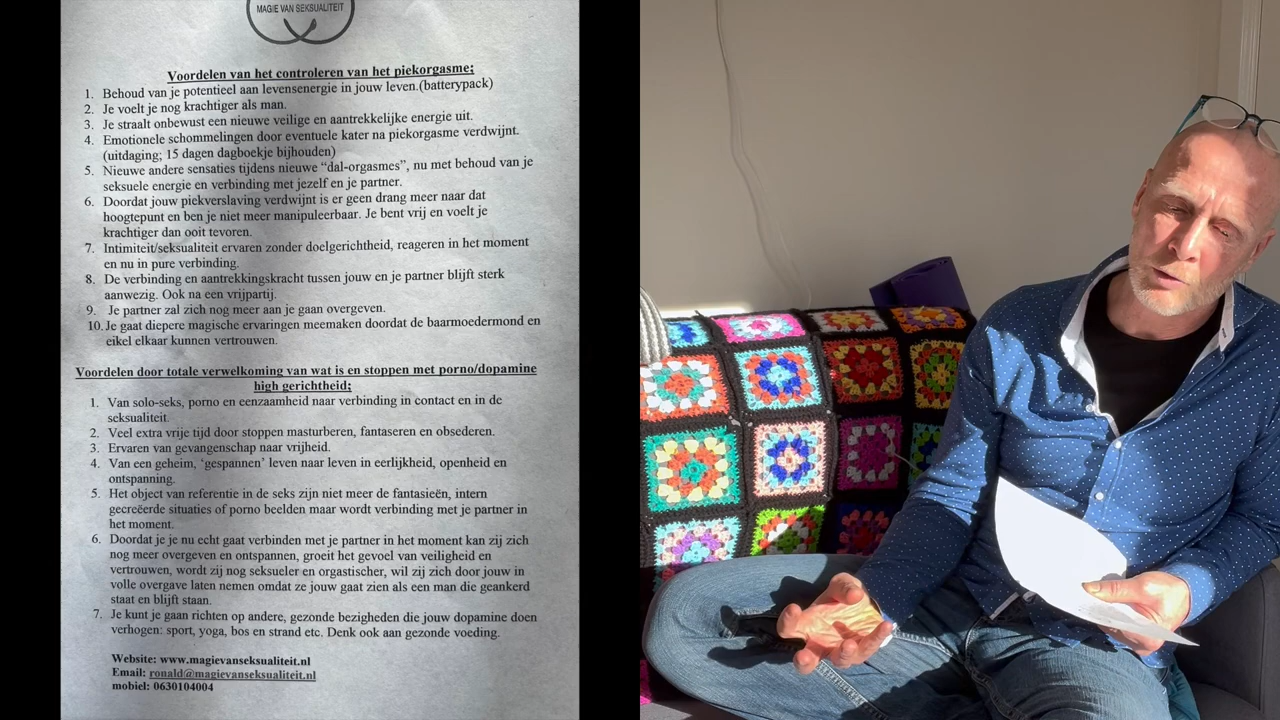 MAGIE VAN SEKSUALITEIT
Voordelen van het controleren van het piekorgasme;
1. Behoud van je potentieel aan levensenergie in jouw leven.(batterypack)
2. Je voelt je nog krachtiger als man.
3. Je straalt onbewust een nieuwe veilige en aantrekkelijke energie uit.
4. Emotionele schommelingen door eventuele kater na piekorgasme verdwijnt.
(uitdaging; 15 dagen dagboekje bijhouden)
5. Nieuwe andere sensaties tijdens nieuwe “dal-orgasmes”, nu met behoud van je
seksuele energie en verbinding met jezelf en je partner.
6. Doordat jouw piekverslaving verdwijnt is er geen drang meer naar dat
hoogtepunt en ben je niet meer manipuleerbaar. Je bent vrij en voelt je
krachtiger dan ooit tevoren.
7. Intimiteit/seksualiteit ervaren zonder doelgerichtheid, reageren in het moment
en nu in pure verbinding.
8. De verbinding en aantrekkingskracht tussen jouw en je partner blijft sterk
aanwezig. Ook na een vrijpartij.
9. Je partner zal zich nog meer aan je gaan overgeven.
10. Je gaat diepere magische ervaringen meemaken doordat de baarmoedermond en
eikel elkaar kunnen vertrouwen.
Voordelen door totale verwelkoming van wat is en stoppen met porno/dopamine
high gerichtheid;
1. Van solo-seks, porno en eenzaamheid naar verbinding in contact en in de
seksualiteit.
2. Veel extra vrije tijd door stoppen masturberen, fantaseren en obsederen.
3. Ervaren van gevangenschap naar vrijheid.
4. Van een geheim, ‘gespannen’ leven naar leven in eerlijkheid, openheid en
ontspanning.
5. Het object van referentie in de seks zijn niet meer de fantasieën, intern
gecreëerde situaties of porno beelden maar wordt verbinding met je partner in
het moment.
6. Doordat je je nu echt gaat verbinden met je partner in het moment kan zij zich
nog meer overgeven en ontspannen, groeit het gevoel van veiligheid en
vertrouwen, wordt zij nog seksueler en orgastischer, wil zij zich door jouw in
volle overgave laten nemen omdat ze jouw gaat zien als een man die geankerd
staat en blijft staan.
7. Je kunt je gaan richten op andere, gezonde bezigheden die jouw dopamine doen
verhogen: sport, yoga, bos en strand etc. Denk ook aan gezonde voeding.
Website: www.magievanseksualiteit.nl
Email: ronald@magievanseksualiteit.nl
mobiel: 0630104004